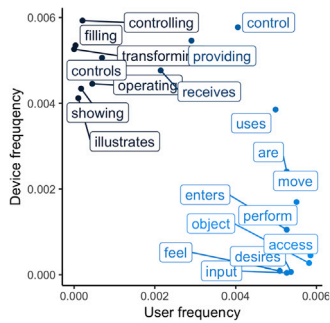 0.006
controlling
control
filling
transformin
providing
controls
operating
receives
0.004
showing
uses
illustrates
are
move
0.002
enters
perform
object
access
feel
desires
input
0.000
0.000
0.002
0.004
0.006
User frequency
Device fruqqency